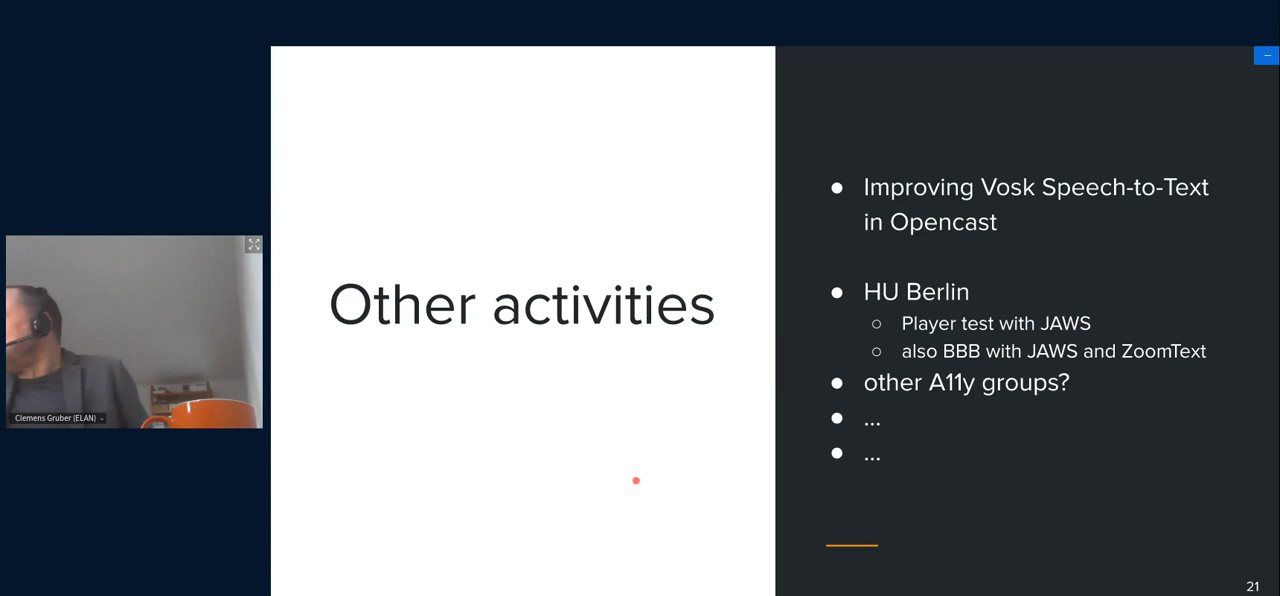 Other activities
Improving Vosk Speech-to-Text
in Opencast
HU Berlin
Player test with JAWS
also BBB with JAWS and ZoomText
other A11y groups?
...
...
Clemens Gruber (ELAN)
21